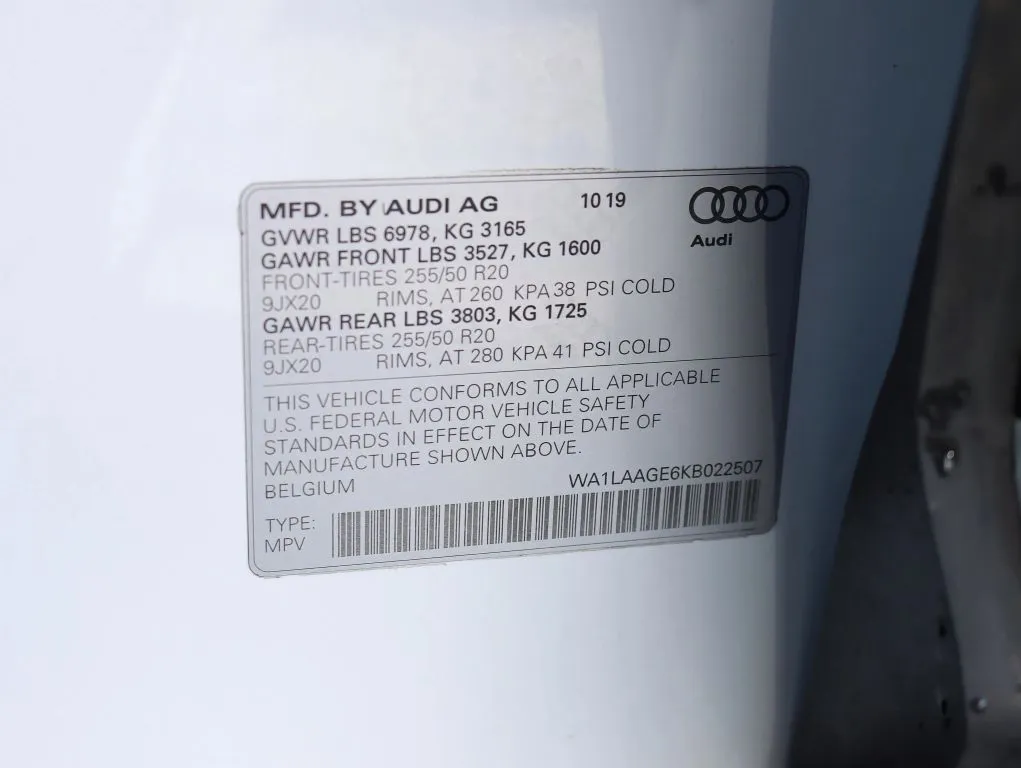 MFD. BY AUDI AG 10 19
Audi
GVWR LBS 6978, KG 3165
GAWR FRONT LBS 3527, KG 1600
FRONT-TIRES 255/50 R20
9JX20 RIMS, AT 260 KPA 38 PSI COLD
GAWR REAR LBS 3803, KG 1725
REAR-TIRES 255/50 R20
9JX20 RIMS, AT 280 KPA 41 PSI COLD
THIS VEHICLE CONFORMS TO ALL APPLICABLE
U.S. FEDERAL MOTOR VEHICLE SAFETY
STANDARDS IN EFFECT ON THE DATE OF
MANUFACTURE SHOWN ABOVE.
BELGIUM WA1LAAGE6KB022507
TYPE:
MPV